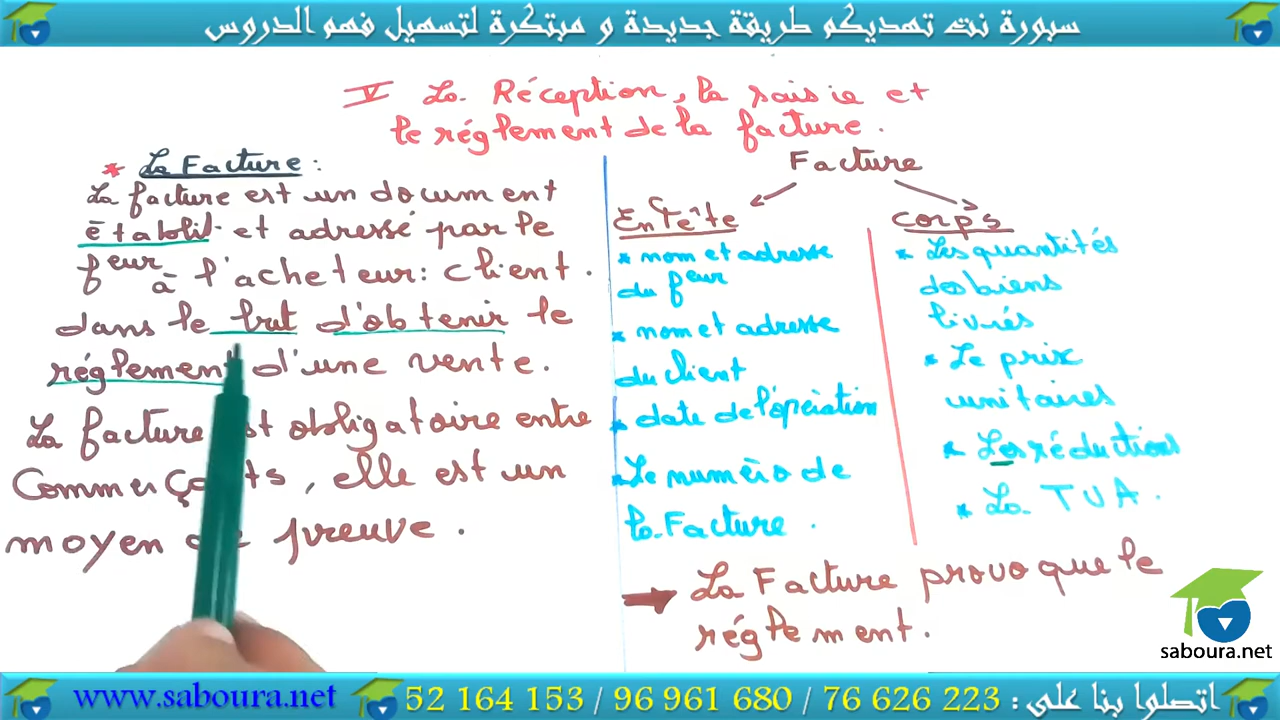 سبورة نت تهديكم طريقة جديدة و مبتكرة لتسهيل فهم الدروس
V La Réception, la saisie et
le réglement de la facture.
* La Facture :
La facture est un document
établit et adressé par le
feur à l'acheteur: client.
dans le but d'obtenir le
réglement d'une vente.
La facture est obligatoire entre
Commerçants, elle est un
moyen de preuve.
Facture
Entête
* nom et adresse
du feur
* nom et adresse
du client
* date de l'opération
* Le numéro de
la Facture.
corps
* Les quantités
des biens
livrés
* Le prix
unitaires
* Les réductions
* La TVA.
→ La Facture provoque le
réglement.
saboura.net
www.saboura.net
52 164 153 / 96 961 680 / 76 626 223 : اتصلوا بنا على